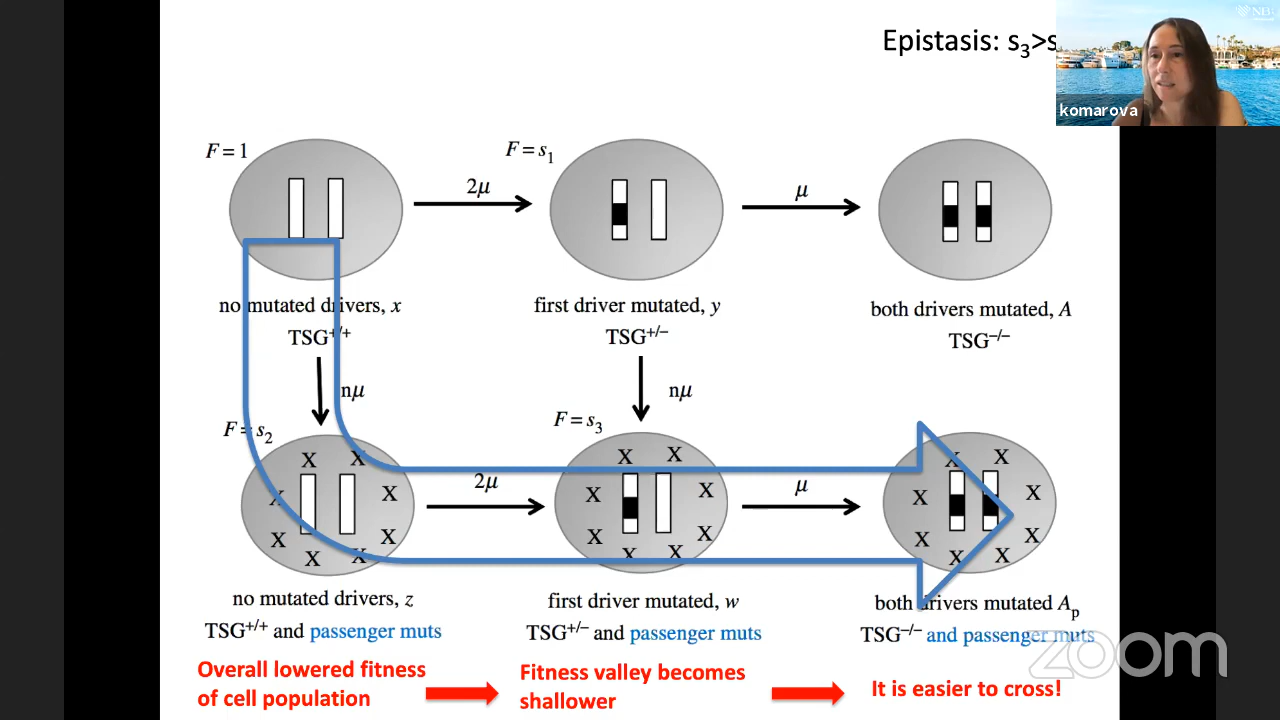 Epistasis: s₃>s
komarova
F = 1
F = s₁
2μ
μ
no mutated drivers, x
first driver mutated, y
both drivers mutated, A
TSG⁺/⁺
TSG⁺/⁻
TSG⁻/⁻
nμ
nμ
F = s₂
F = s₃
X X X X X X X X
X X X X X X X X
X X X X X X X X
2μ
μ
no mutated drivers, z
first driver mutated, w
both drivers mutated Aₚ
TSG⁺/⁺ and passenger muts
TSG⁺/⁻ and passenger muts
TSG⁻/⁻ and passenger muts
zoom
Overall lowered fitness
of cell population
Fitness valley becomes
shallower
It is easier to cross!